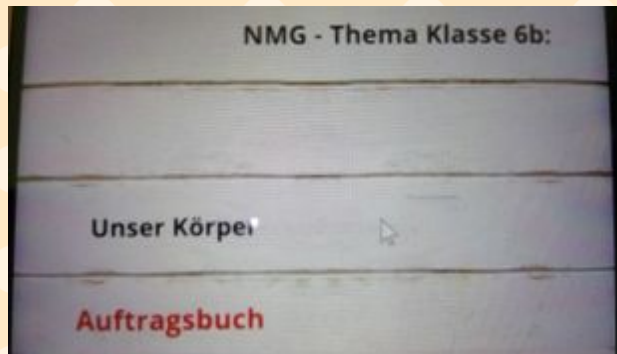 NMG - Thema Klasse 6b:
Unser Körper
Auftragsbuch